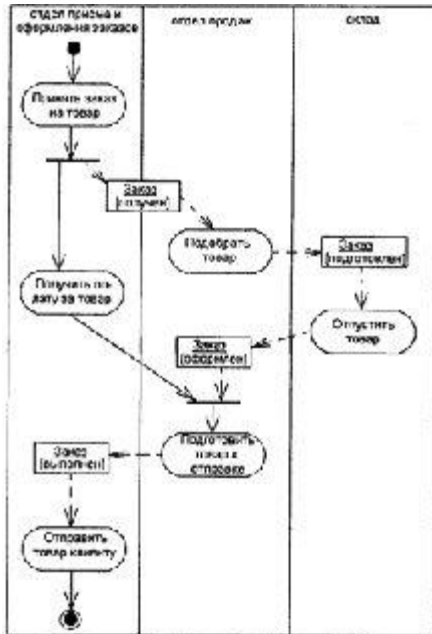 отдел приема и
оформления заказов
отдел продаж
склад
Принять заказ
на товар
Заказ
[получен]
Подобрать
товар
Заказ
[подготовлен]
Получить оп-
лату за товар
Отпустить
товар
Заказ
[оформлен]
Подготовить
товар к
отправке
Заказ
[выполнен]
Отправить
товар клиенту